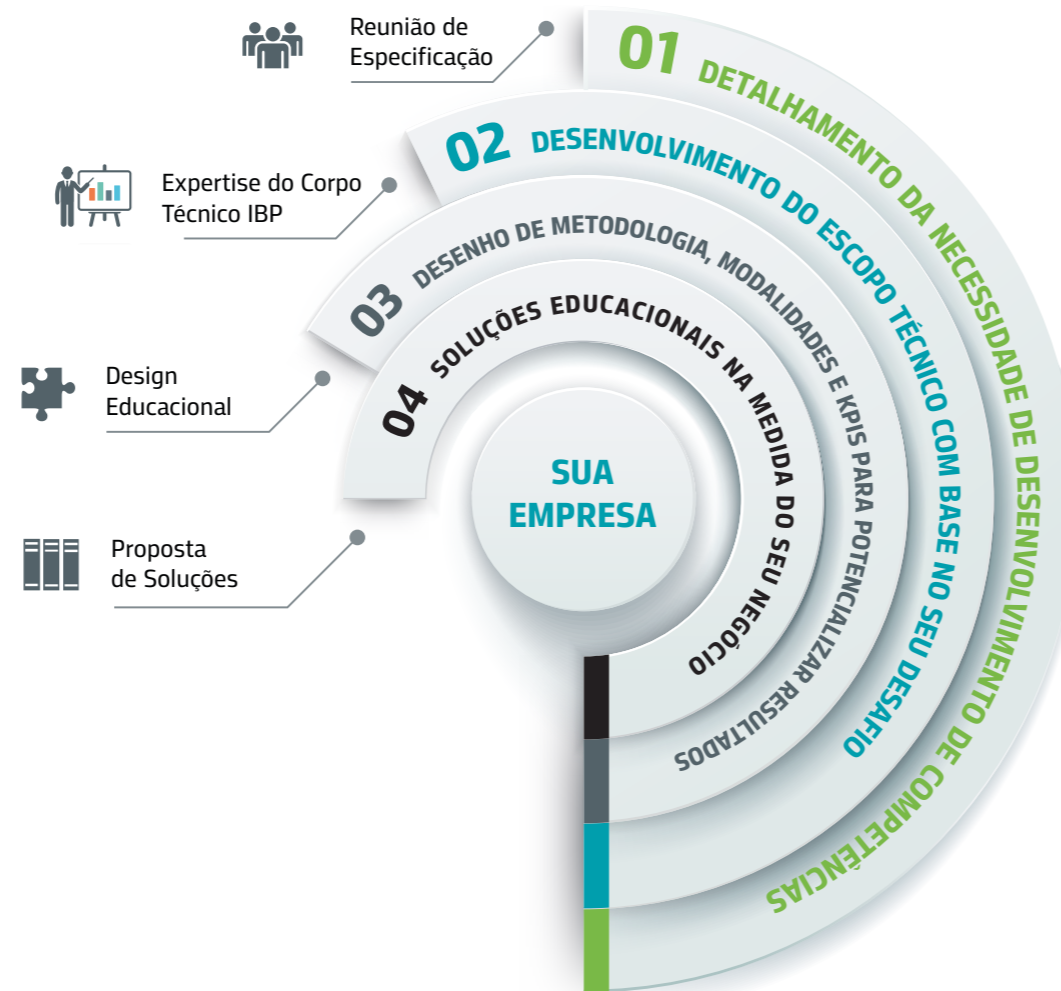 Reunião de
Especificação
01 DETALHAMENTO DA NECESSIDADE DE DESENVOLVIMENTO DE COMPETÊNCIAS
Expertise do Corpo
Técnico IBP
02 DESENVOLVIMENTO DO ESCOPO TÉCNICO COM BASE NO SEU DESAFIO
Design
Educacional
03 DESENHO DE METODOLOGIA, MODALIDADES E KPIS PARA POTENCIALIZAR RESULTADOS
Proposta
de Soluções
04 SOLUÇÕES EDUCACIONAIS NA MEDIDA DO SEU NEGÓCIO
SUA
EMPRESA